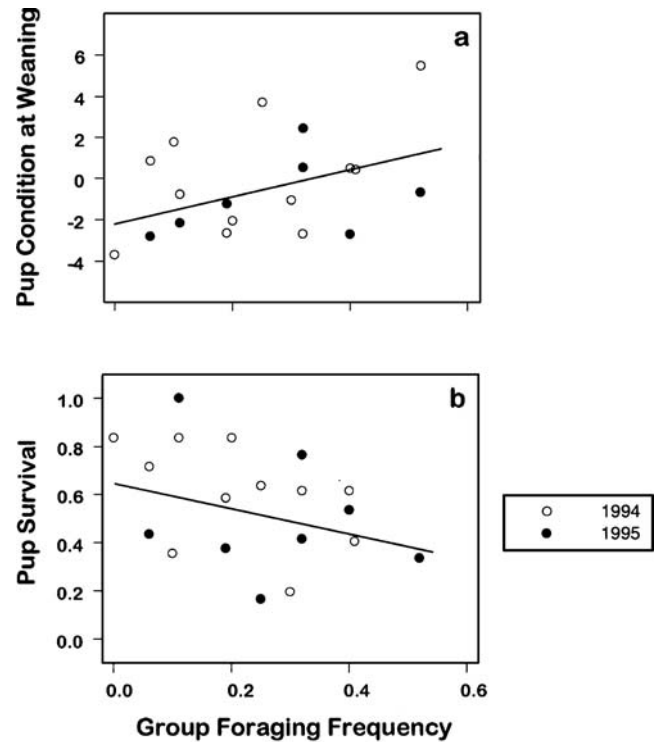 Pup Condition at Weaning
a
6
4
2
0
-2
-4
Pup Survival
b
1.0
0.8
0.6
0.4
0.2
0.0
0.0 0.2 0.4 0.6
Group Foraging Frequency
1994
1995